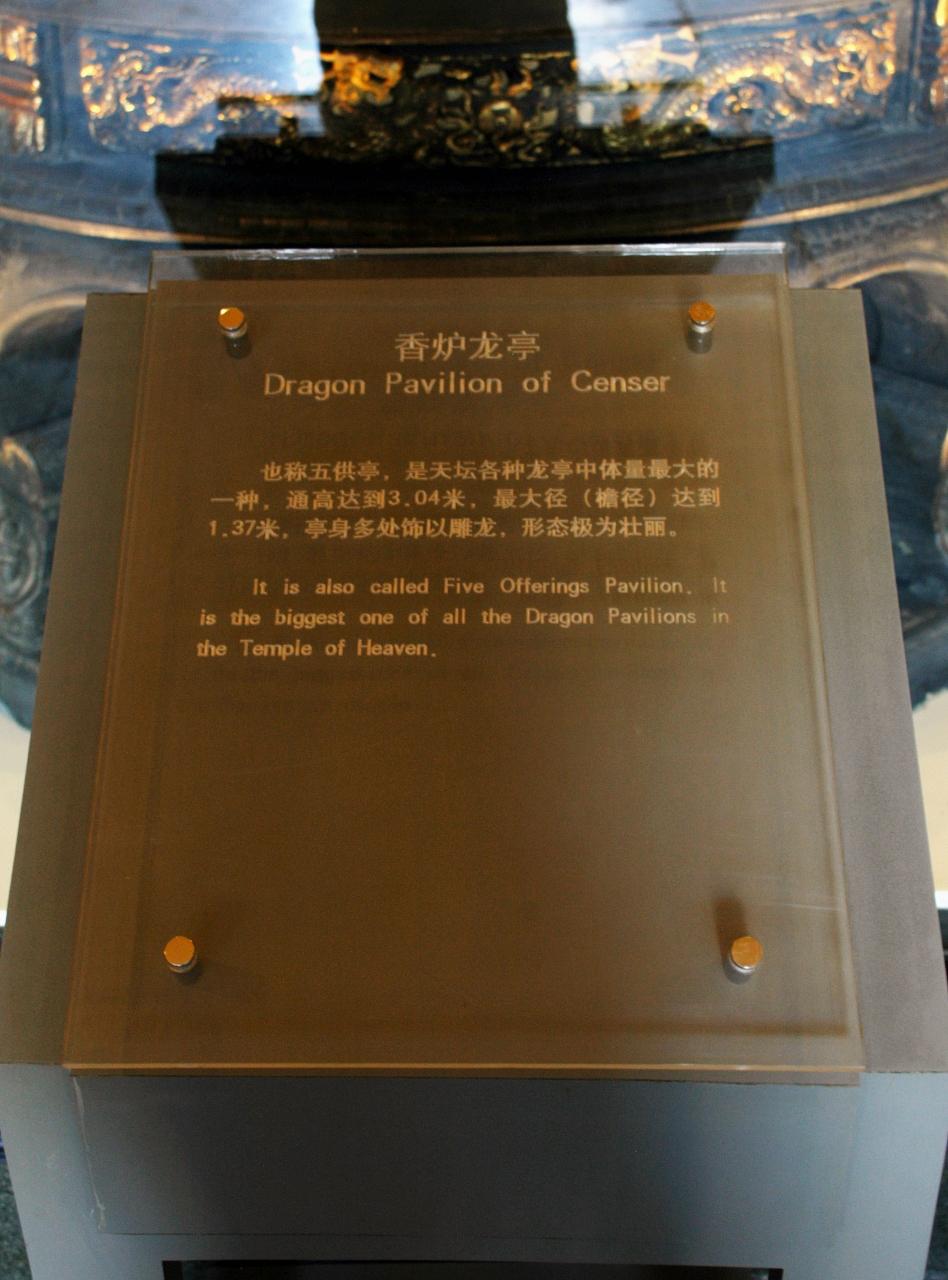 香炉龙亭
Dragon Pavilion of Censer
也称五供亭，是天坛各种龙亭中体量最大的
一种，通高达到3.04米，最大径（檐径）达到
1.37米，亭身多处饰以雕龙，形态极为壮丽。
It is also called Five Offerings Pavilion. It
is the biggest one of all the Dragon Pavilions in
the Temple of Heaven.